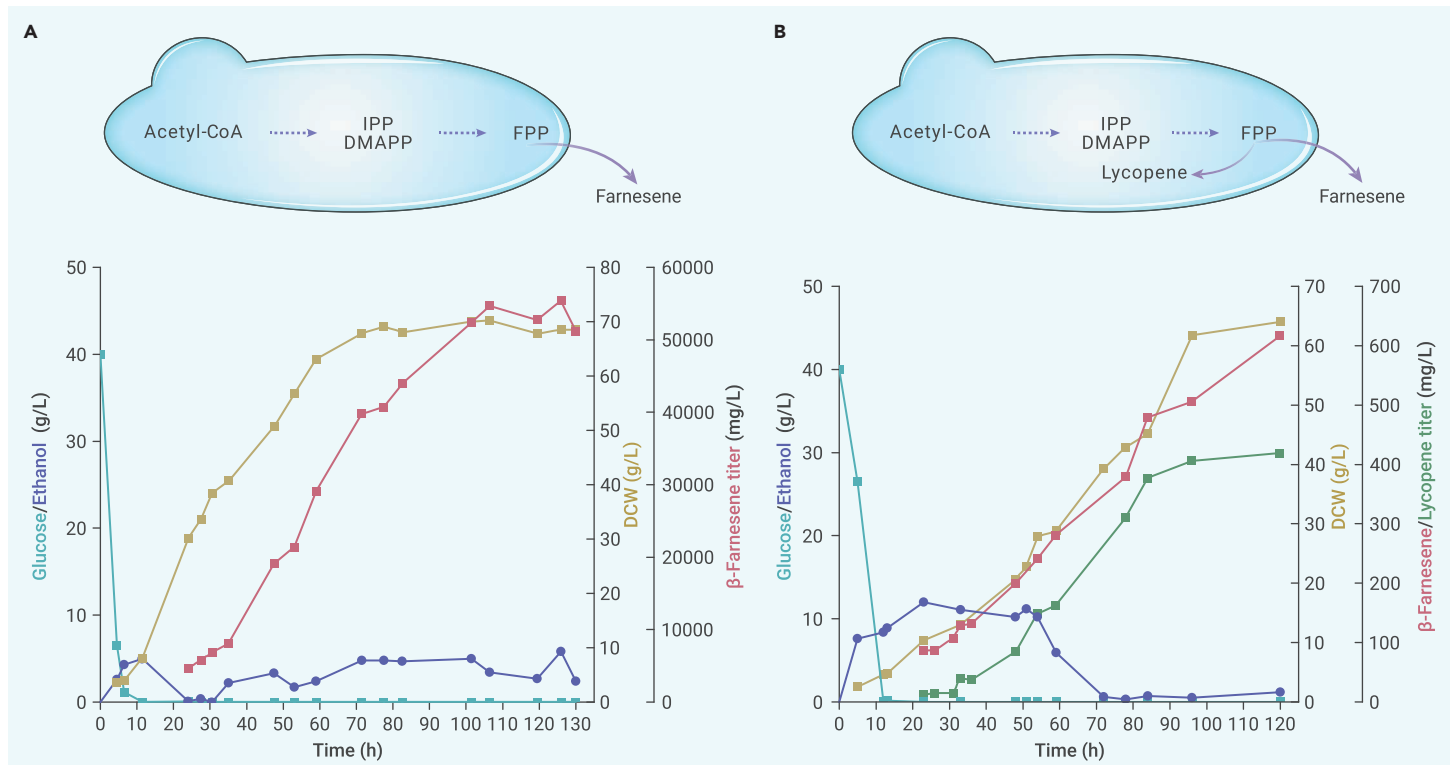 A
Acetyl-CoA
IPP
DMAPP
FPP
Farnesene
50
40
30
20
10
0
Glucose/Ethanol (g/L)
80
70
60
50
40
30
20
10
0
DCW (g/L)
60000
50000
40000
30000
20000
10000
0
β-Farnesene titer (mg/L)
0 10 20 30 40 50 60 70 80 90 100 110 120 130
Time (h)
B
Acetyl-CoA
IPP
DMAPP
FPP
Lycopene
Farnesene
50
40
30
20
10
0
Glucose/Ethanol (g/L)
70
60
50
40
30
20
10
0
DCW (g/L)
700
600
500
400
300
200
100
0
β-Farnesene/Lycopene titer (mg/L)
0 10 20 30 40 50 60 70 80 90 100 110 120
Time (h)